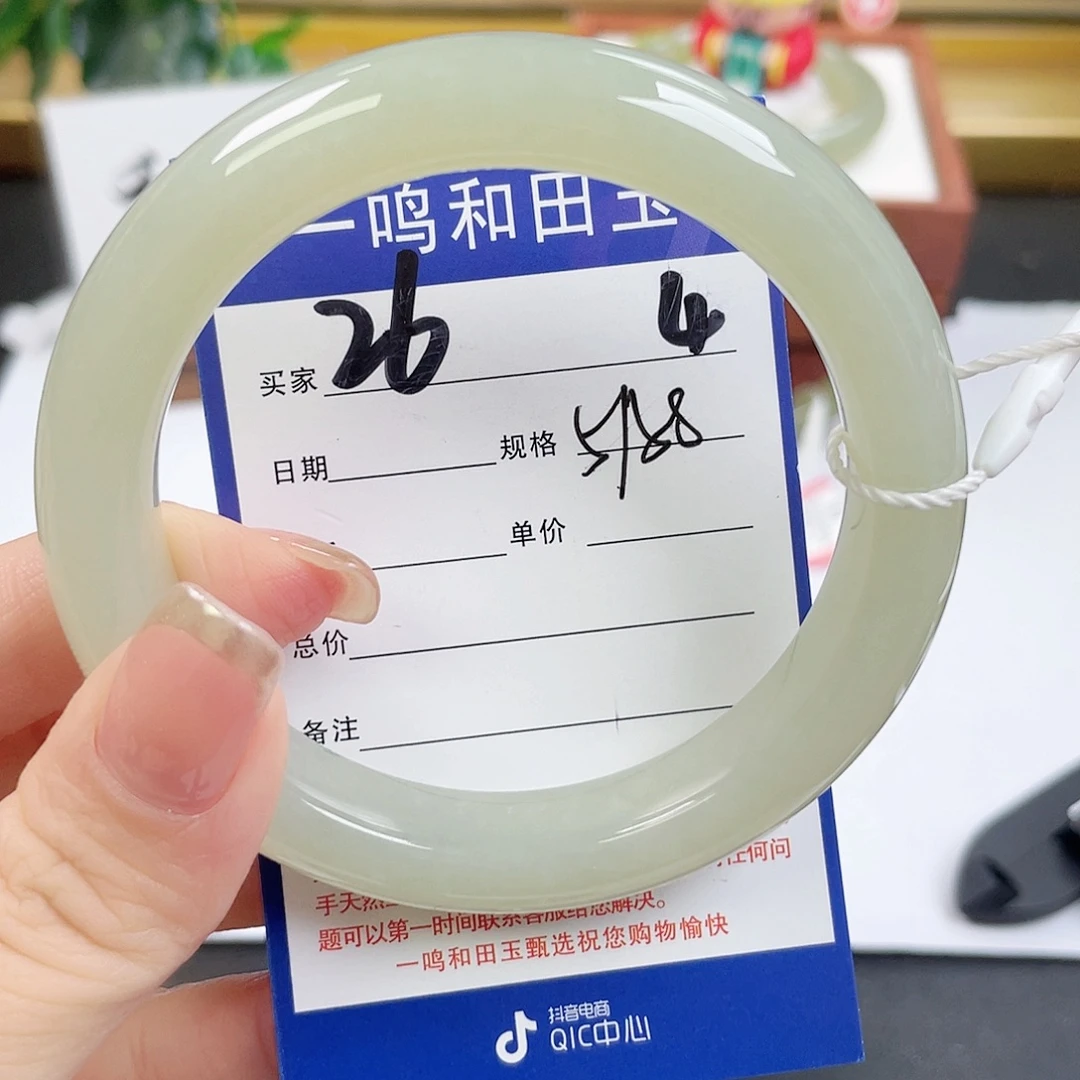 一鸣和田玉
买家 26 4
日期 规格
单价
总价
备注
任何问
手天然
题可以第一时间联系客服给您解决。
一鸣和田玉甄选祝您购物愉快
抖音电商
QIC中心